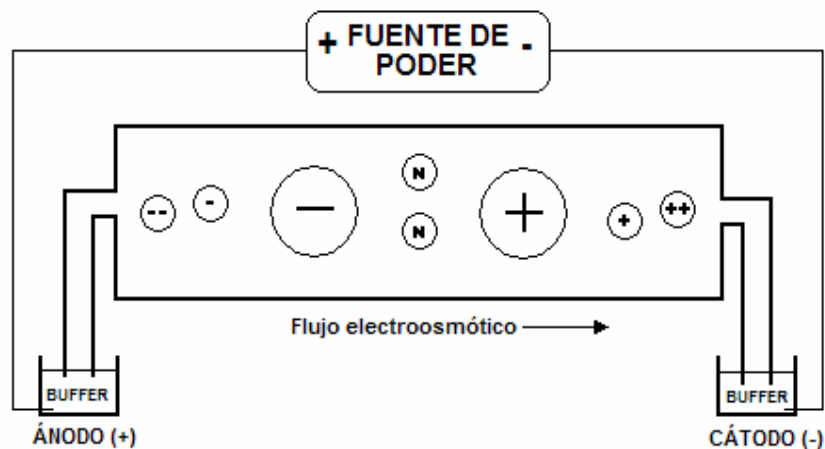 + FUENTE DE -
PODER
-- - — N + + ++
N
Flujo electroosmótico
BUFFER BUFFER
ÁNODO (+) CÁTODO (-)